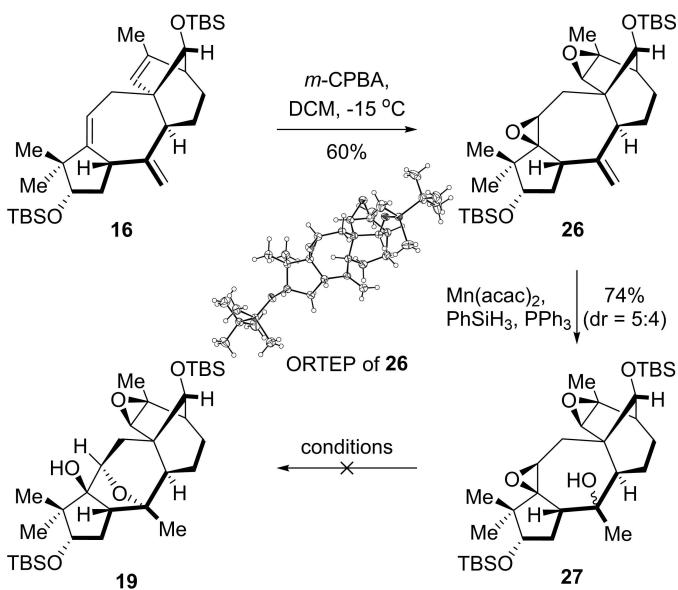 OTBS
Me
H
m-CPBA,
DCM, -15 °C
60%
Me
Me
H
H
TBSO
16
OTBS
Me
O
H
O
Me
Me
H
H
TBSO
26
ORTEP of 26
Mn(acac)2,
PhSiH3, PPh3
74%
(dr = 5:4)
OTBS
Me
O
H
H
HO
O
H
Me
Me
H
Me
TBSO
19
conditions
OTBS
Me
O
H
O
HO
H
Me
Me
H
Me
TBSO
27